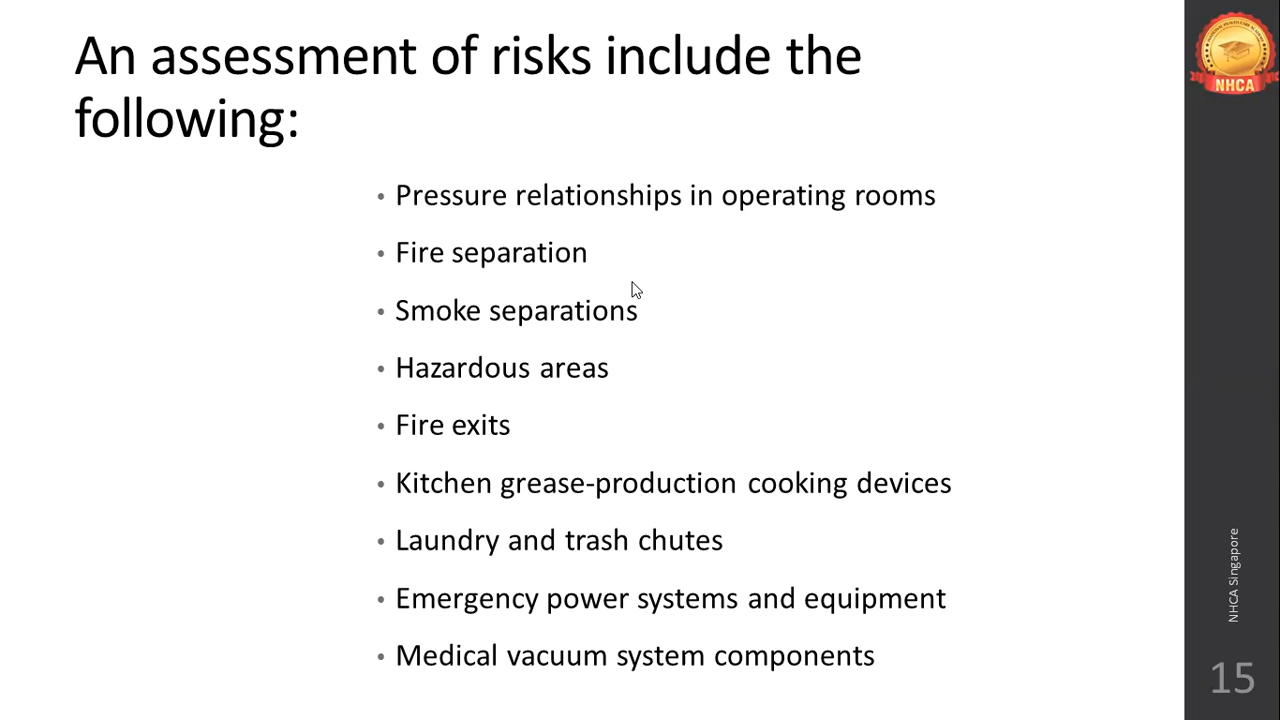 An assessment of risks include the
following:
• Pressure relationships in operating rooms
• Fire separation
• Smoke separations
• Hazardous areas
• Fire exits
• Kitchen grease-production cooking devices
• Laundry and trash chutes
• Emergency power systems and equipment
• Medical vacuum system components
NHCA
NHCA Singapore
15